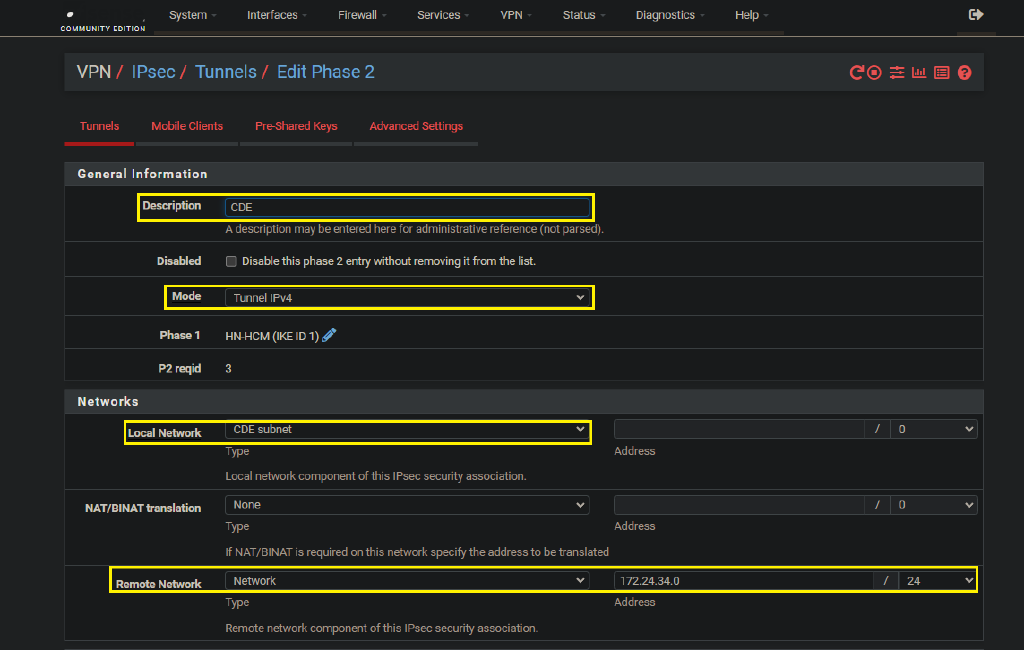 COMMUNITY EDITION
System Interfaces Firewall Services VPN Status Diagnostics Help
VPN / IPsec / Tunnels / Edit Phase 2
Tunnels Mobile Clients Pre-Shared Keys Advanced Settings
General Information
Description CDE
A description may be entered here for administrative reference (not parsed).
Disabled Disable this phase 2 entry without removing it from the list.
Mode Tunnel IPv4
Phase 1 HN-HCM (IKE ID 1)
P2 reqid 3
Networks
Local Network CDE subnet / 0
Type Address
Local network component of this IPsec security association.
NAT/BINAT translation None / 0
Type Address
If NAT/BINAT is required on this network specify the address to be translated
Remote Network Network 172.24.34.0 / 24
Type Address
Remote network component of this IPsec security association.